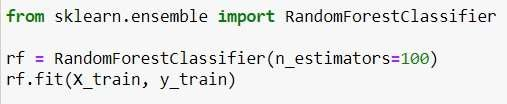 from sklearn.ensemble import RandomForestClassifier
rf = RandomForestClassifier(n_estimators=100)
rf.fit(X_train, y_train)